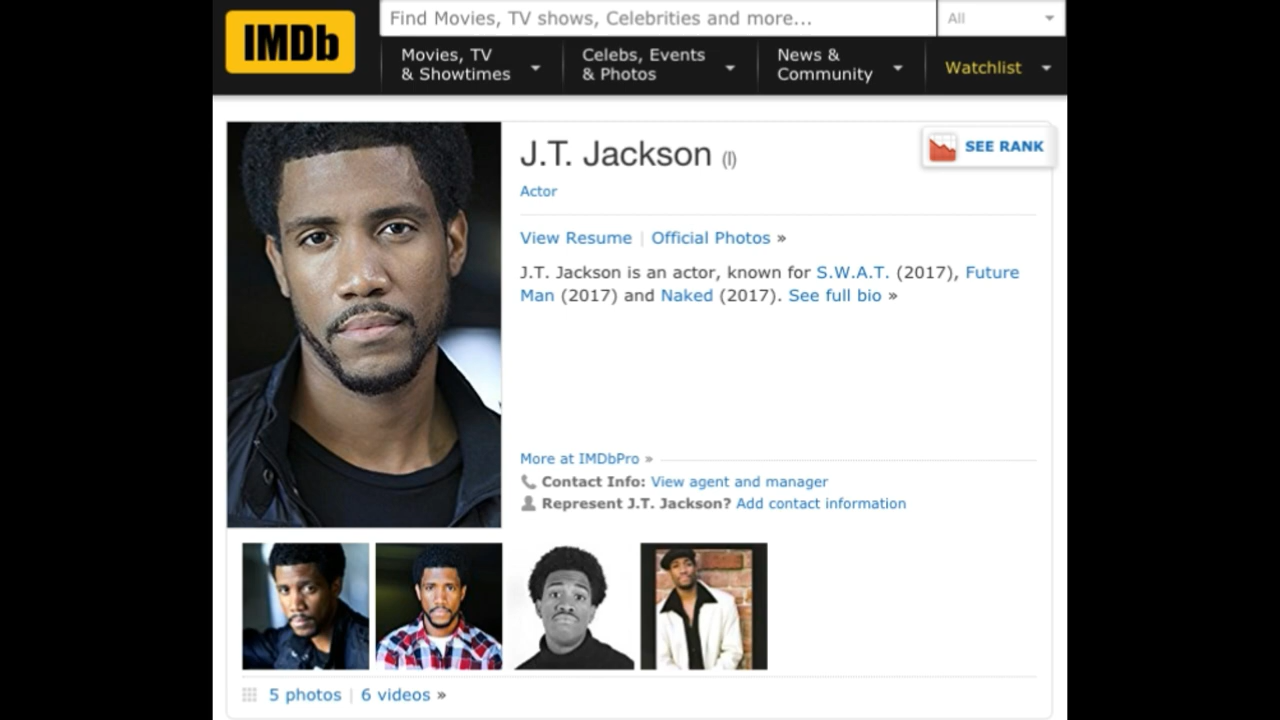 IMDb
Find Movies, TV shows, Celebrities and more...
All
Movies, TV
& Showtimes
Celebs, Events
& Photos
News &
Community
Watchlist
J.T. Jackson (I)
SEE RANK
Actor
View Resume | Official Photos »
J.T. Jackson is an actor, known for S.W.A.T. (2017), Future
Man (2017) and Naked (2017). See full bio »
More at IMDbPro »
Contact Info: View agent and manager
Represent J.T. Jackson? Add contact information
5 photos | 6 videos »